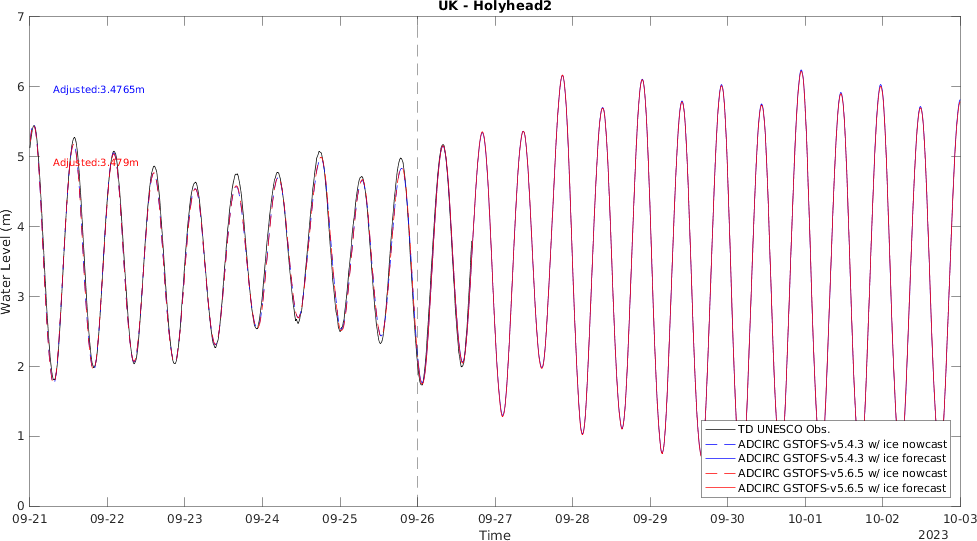 UK - Holyhead2
7
6
5
4
3
2
1
0
Water Level (m)
Adjusted:3.4765m
Adjusted:3.479m
TD UNESCO Obs.
ADCIRC GSTOFS-v5.4.3 w/ ice nowcast
ADCIRC GSTOFS-v5.4.3 w/ ice forecast
ADCIRC GSTOFS-v5.6.5 w/ ice nowcast
ADCIRC GSTOFS-v5.6.5 w/ ice forecast
09-21 09-22 09-23 09-24 09-25 09-26 09-27 09-28 09-29 09-30 10-01 10-02 10-03
Time
2023